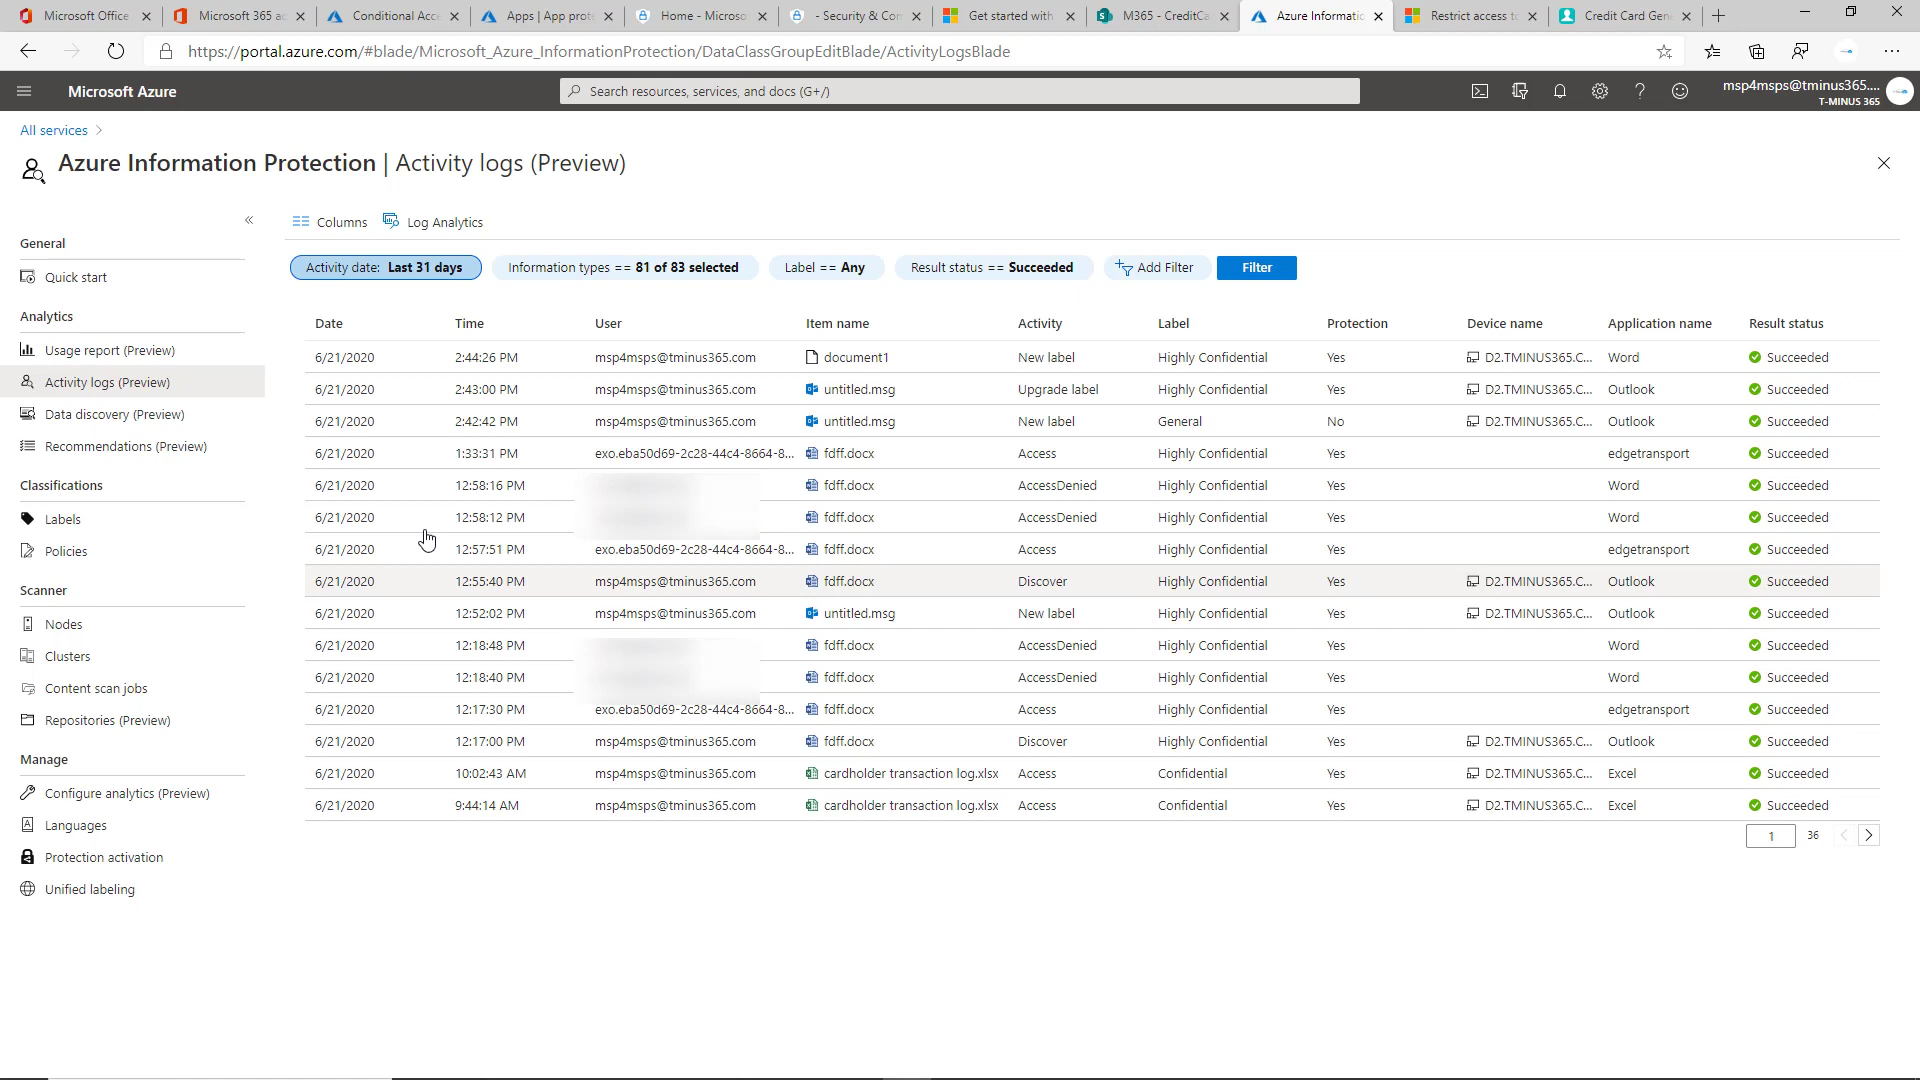 Microsoft Office
Microsoft 365 ac
Conditional Acce
Apps | App prote
Home - Microso
- Security & Com
Get started with
M365 - CreditCa
Azure Informatic
Restrict access to
Credit Card Gene
https://portal.azure.com/#blade/Microsoft_Azure_InformationProtection/DataClassGroupEditBlade/ActivityLogsBlade
Microsoft Azure
Search resources, services, and docs (G+/)
msp4msps@tminus365....
T-MINUS 365
All services
Azure Information Protection | Activity logs (Preview)
General
Quick start
Analytics
Usage report (Preview)
Activity logs (Preview)
Data discovery (Preview)
Recommendations (Preview)
Classifications
Labels
Policies
Scanner
Nodes
Clusters
Content scan jobs
Repositories (Preview)
Manage
Configure analytics (Preview)
Languages
Protection activation
Unified labeling
Columns Log Analytics
Activity date: Last 31 days Information types == 81 of 83 selected Label == Any Result status == Succeeded Add Filter Filter
Date Time User Item name Activity Label Protection Device name Application name Result status
6/21/2020 2:44:26 PM msp4msps@tminus365.com document1 New label Highly Confidential Yes D2.TMINUS365.C... Word Succeeded
6/21/2020 2:43:00 PM msp4msps@tminus365.com untitled.msg Upgrade label Highly Confidential Yes D2.TMINUS365.C... Outlook Succeeded
6/21/2020 2:42:42 PM msp4msps@tminus365.com untitled.msg New label General No D2.TMINUS365.C... Outlook Succeeded
6/21/2020 1:33:31 PM exo.eba50d69-2c28-44c4-8664-8... fdff.docx Access Highly Confidential Yes edgetransport Succeeded
6/21/2020 12:58:16 PM fdff.docx AccessDenied Highly Confidential Yes Word Succeeded
6/21/2020 12:58:12 PM fdff.docx AccessDenied Highly Confidential Yes Word Succeeded
6/21/2020 12:57:51 PM exo.eba50d69-2c28-44c4-8664-8... fdff.docx Access Highly Confidential Yes edgetransport Succeeded
6/21/2020 12:55:40 PM msp4msps@tminus365.com fdff.docx Discover Highly Confidential Yes D2.TMINUS365.C... Outlook Succeeded
6/21/2020 12:52:02 PM msp4msps@tminus365.com untitled.msg New label Highly Confidential Yes D2.TMINUS365.C... Outlook Succeeded
6/21/2020 12:18:48 PM fdff.docx AccessDenied Highly Confidential Yes Word Succeeded
6/21/2020 12:18:40 PM fdff.docx AccessDenied Highly Confidential Yes Word Succeeded
6/21/2020 12:17:30 PM exo.eba50d69-2c28-44c4-8664-8... fdff.docx Access Highly Confidential Yes edgetransport Succeeded
6/21/2020 12:17:00 PM msp4msps@tminus365.com fdff.docx Discover Highly Confidential Yes D2.TMINUS365.C... Outlook Succeeded
6/21/2020 10:02:43 AM msp4msps@tminus365.com cardholder transaction log.xlsx Access Confidential Yes D2.TMINUS365.C... Excel Succeeded
6/21/2020 9:44:14 AM msp4msps@tminus365.com cardholder transaction log.xlsx Access Confidential Yes D2.TMINUS365.C... Excel Succeeded
1 36